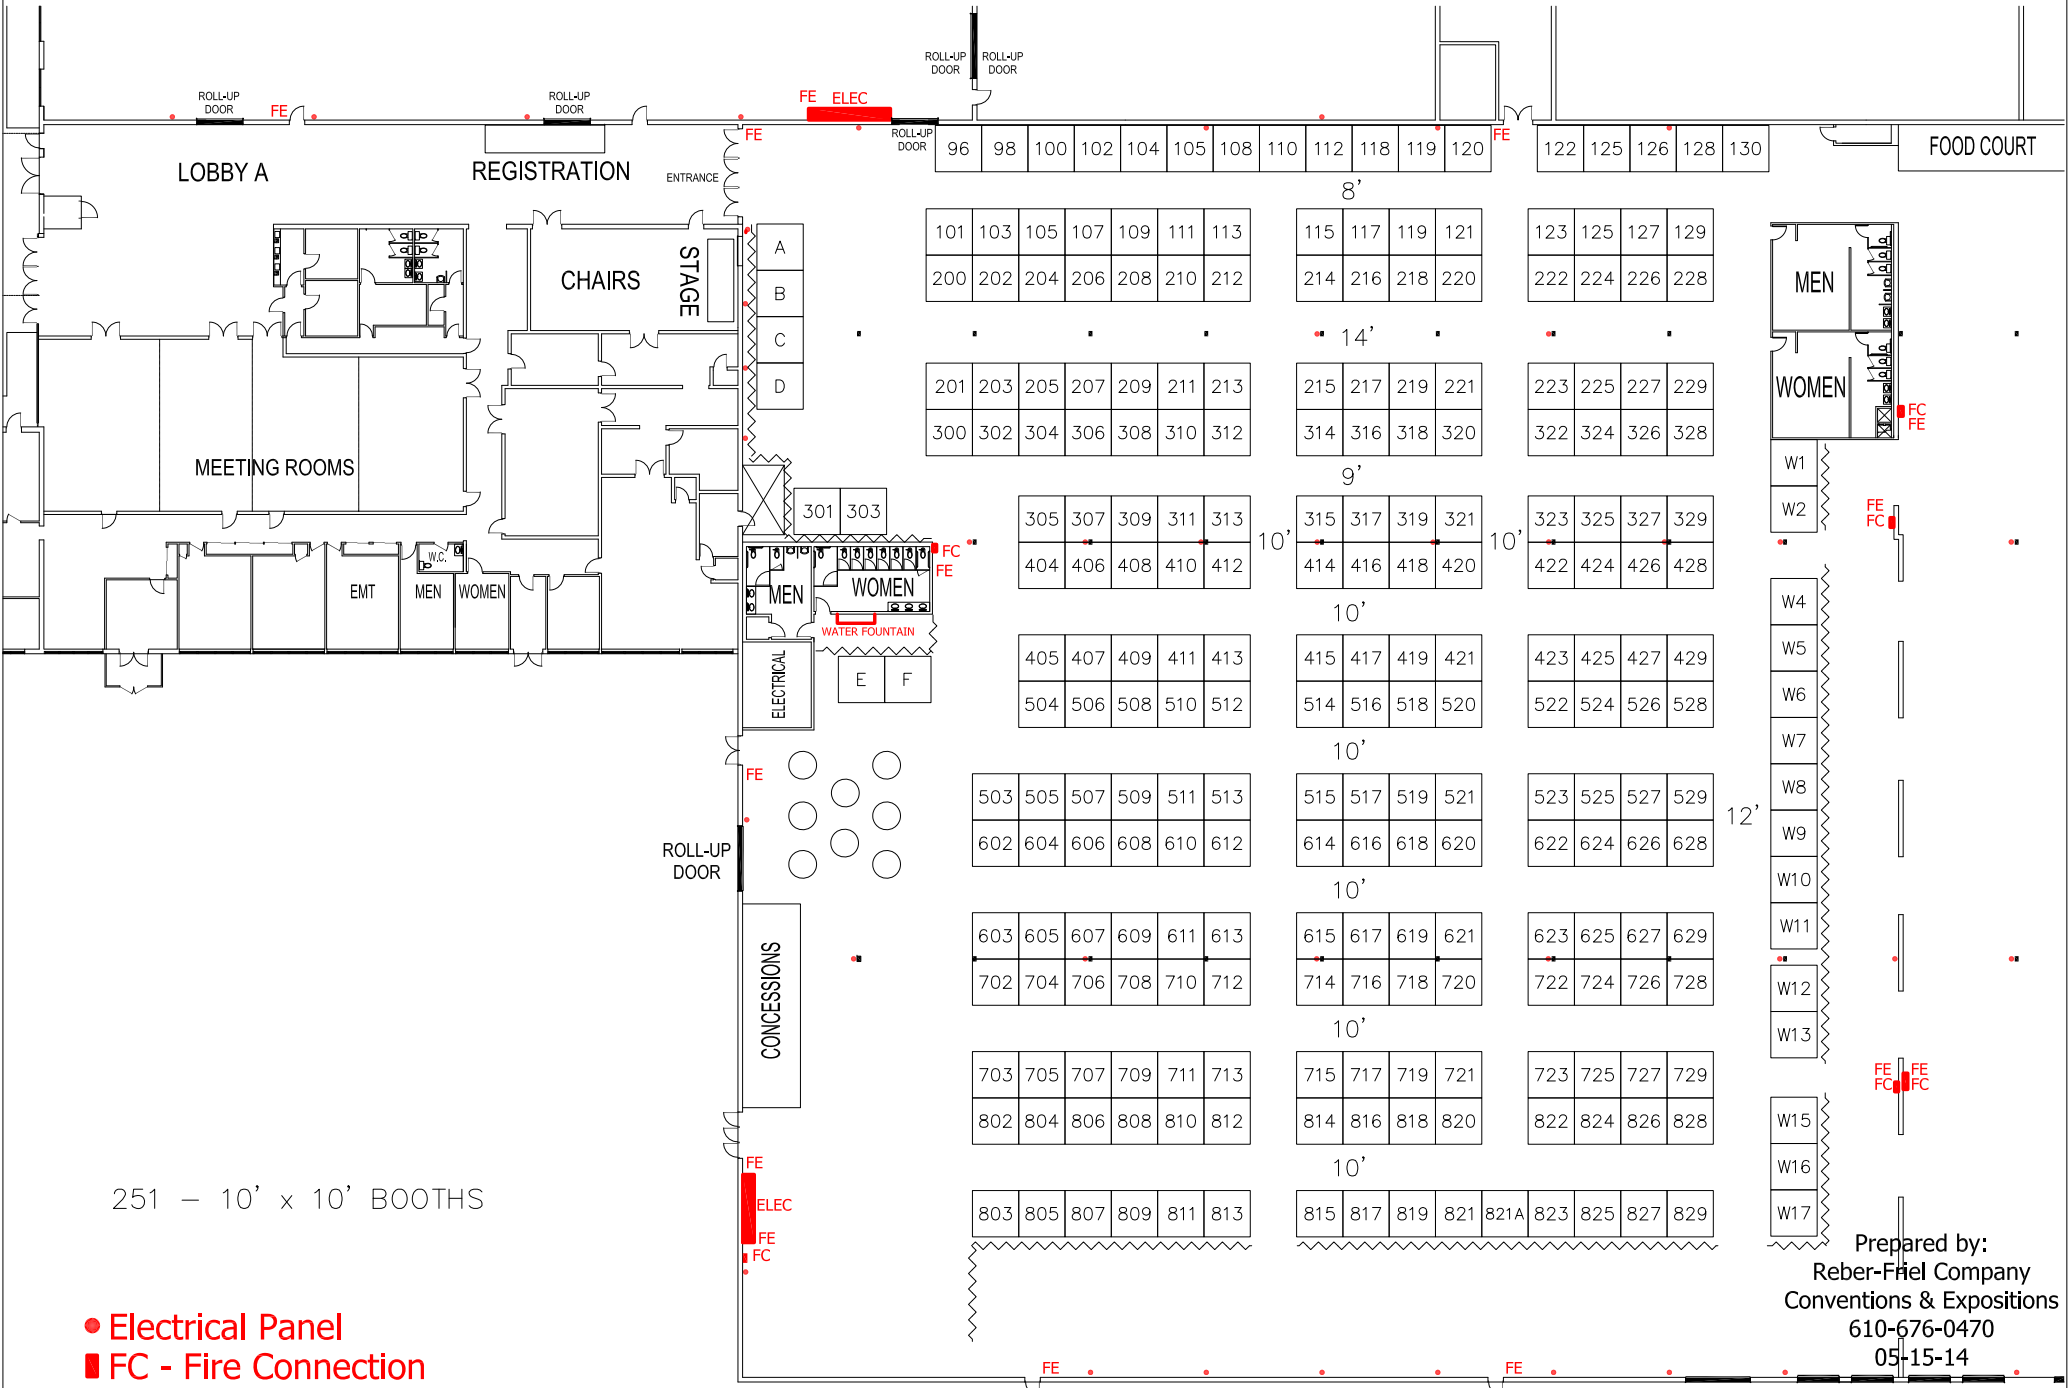 ROLL-UP DOOR
ROLL-UP DOOR
ROLL-UP DOOR
FE
ROLL-UP DOOR
FE ELEC
FE
ROLL-UP DOOR
FE
LOBBY A
REGISTRATION
ENTRANCE
96 98 100 102 104 105 108 110 112 118 119 120
122 125 126 128 130
FOOD COURT
8'
101 103 105 107 109 111 113
115 117 119 121
123 125 127 129
200 202 204 206 208 210 212
214 216 218 220
222 224 226 228
CHAIRS
STAGE
A
B
C
D
MEN
WOMEN
14'
201 203 205 207 209 211 213
215 217 219 221
223 225 227 229
300 302 304 306 308 310 312
314 316 318 320
322 324 326 328
FC
FE
MEETING ROOMS
9'
W1
W2
301 303
305 307 309 311 313
315 317 319 321
323 325 327 329
FE
FC
10'
10'
404 406 408 410 412
414 416 418 420
422 424 426 428
W.C.
EMT
MEN
WOMEN
MEN
WOMEN
FC
FE
WATER FOUNTAIN
10'
W4
W5
W6
W7
W8
W9
W10
W11
ELECTRICAL
E F
405 407 409 411 413
415 417 419 421
423 425 427 429
504 506 508 510 512
514 516 518 520
522 524 526 528
10'
FE
503 505 507 509 511 513
515 517 519 521
523 525 527 529
12'
602 604 606 608 610 612
614 616 618 620
622 624 626 628
ROLL-UP
DOOR
10'
CONCESSIONS
603 605 607 609 611 613
615 617 619 621
623 625 627 629
702 704 706 708 710 712
714 716 718 720
722 724 726 728
W12
W13
10'
703 705 707 709 711 713
715 717 719 721
723 725 727 729
802 804 806 808 810 812
814 816 818 820
822 824 826 828
FE FE
FC FC
W15
W16
W17
10'
FE
ELEC
FE
FC
803 805 807 809 811 813
815 817 819 821 821A 823 825 827 829
251 – 10' x 10' BOOTHS
Electrical Panel
FC - Fire Connection
FE
FE
Prepared by:
Reber-Friel Company
Conventions & Expositions
610-676-0470
05-15-14